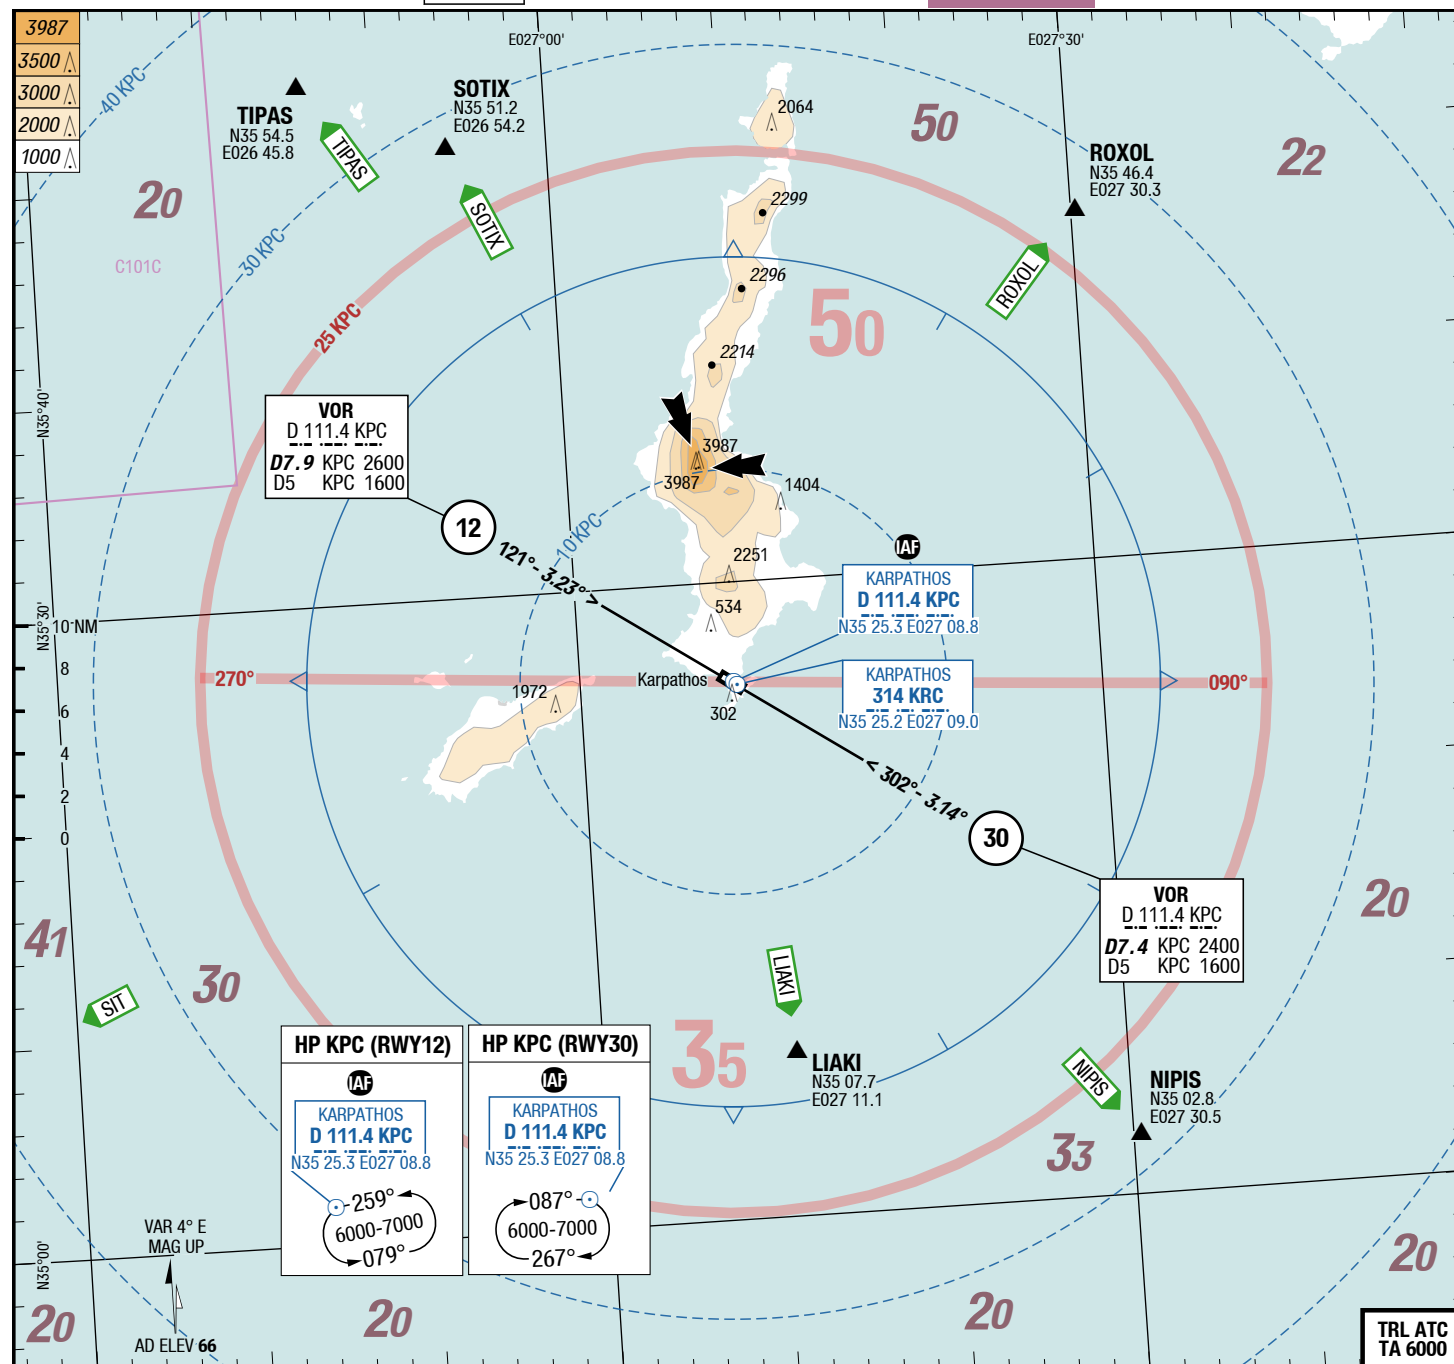 3987
3500
3000
2000
1000
40 KPC
E027°00'
E027°30'
TIPAS
N35 54.5
E026 45.8
TIPAS
SOTIX
N35 51.2
E026 54.2
SOTIX
2064
50
ROXOL
N35 46.4
E027 30.3
22
20
C101C
30 KPC
25 KPC
2299
2296
ROXOL
50
2214
N35°40'
VOR
D 111.4 KPC
D7.9 KPC 2600
D5 KPC 1600
3987
3987
1404
12
121° - 3.23° >
10 KPC
2251
534
IAF
KARPATHOS
D 111.4 KPC
N35 25.3 E027 08.8
N35°30'
10 NM
8
6
4
2
0
270°
Karpathos
302
1972
KARPATHOS
314 KRC
N35 25.2 E027 09.0
090°
< 302° - 3.14°
30
VOR
D 111.4 KPC
D7.4 KPC 2400
D5 KPC 1600
20
41
30
SIT
LIAKI
35
LIAKI
N35 07.7
E027 11.1
NIPIS
NIPIS
N35 02.8
E027 30.5
33
HP KPC (RWY12)
IAF
KARPATHOS
D 111.4 KPC
N35 25.3 E027 08.8
259°
6000-7000
079°
HP KPC (RWY30)
IAF
KARPATHOS
D 111.4 KPC
N35 25.3 E027 08.8
087°
6000-7000
267°
VAR 4° E
MAG UP
N35°00'
AD ELEV 66
20
20
20
20
TRL ATC
TA 6000